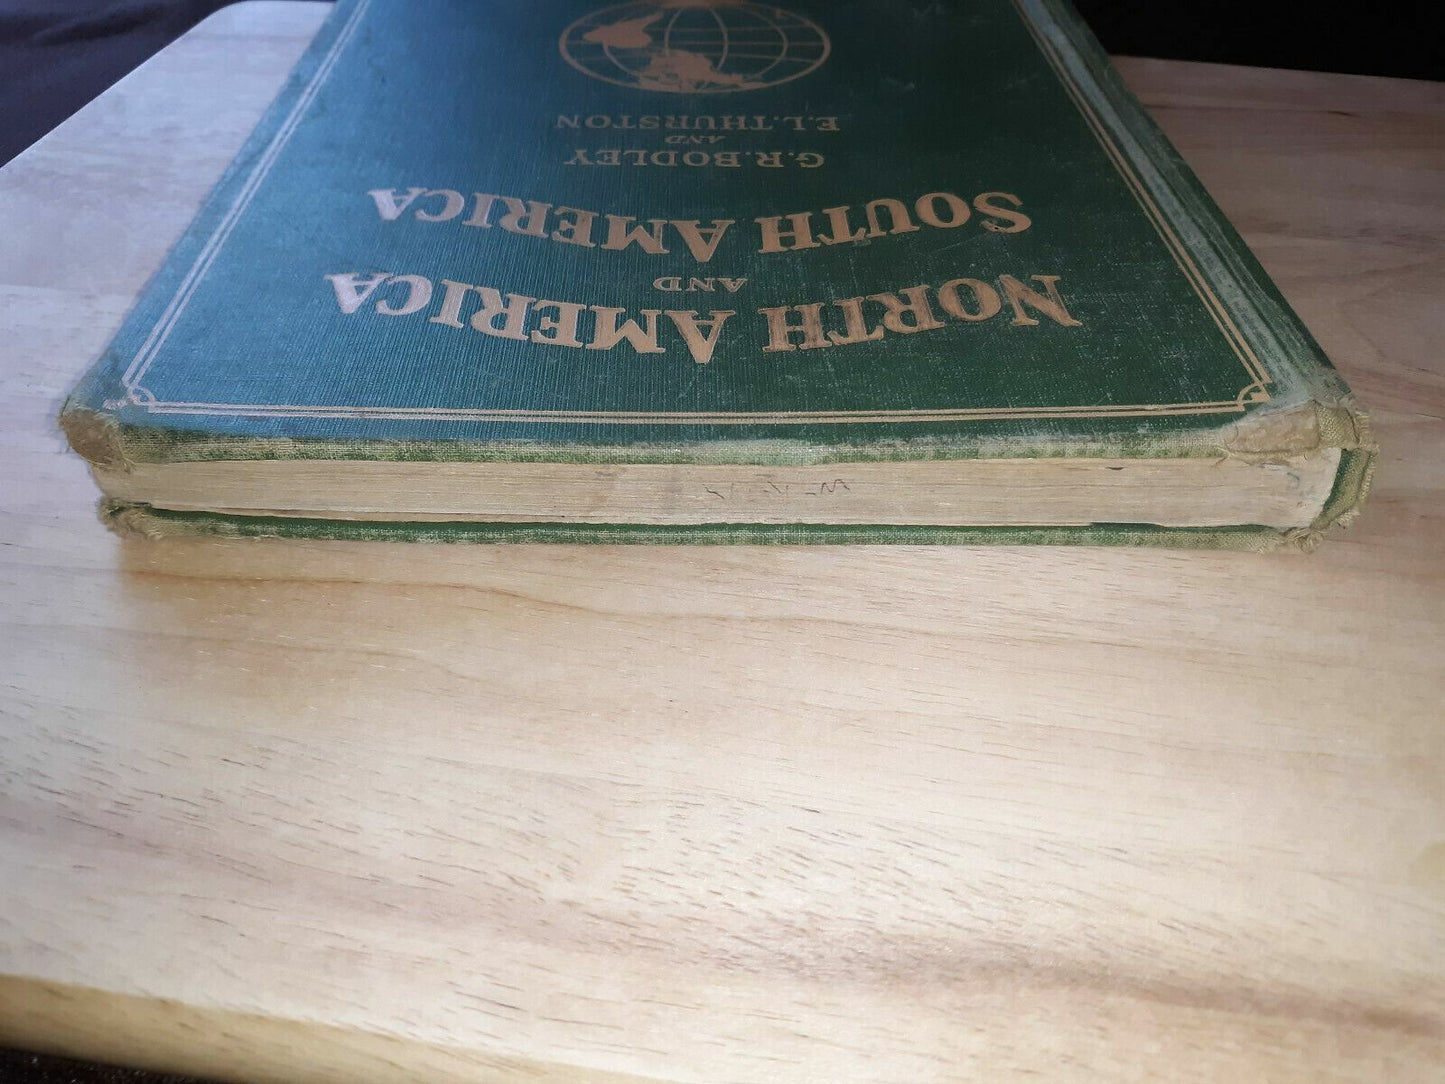 NORTH AMERICA
AND
SOUTH AMERICA
G.R.BODLEY
AND
E.L.THURSTON